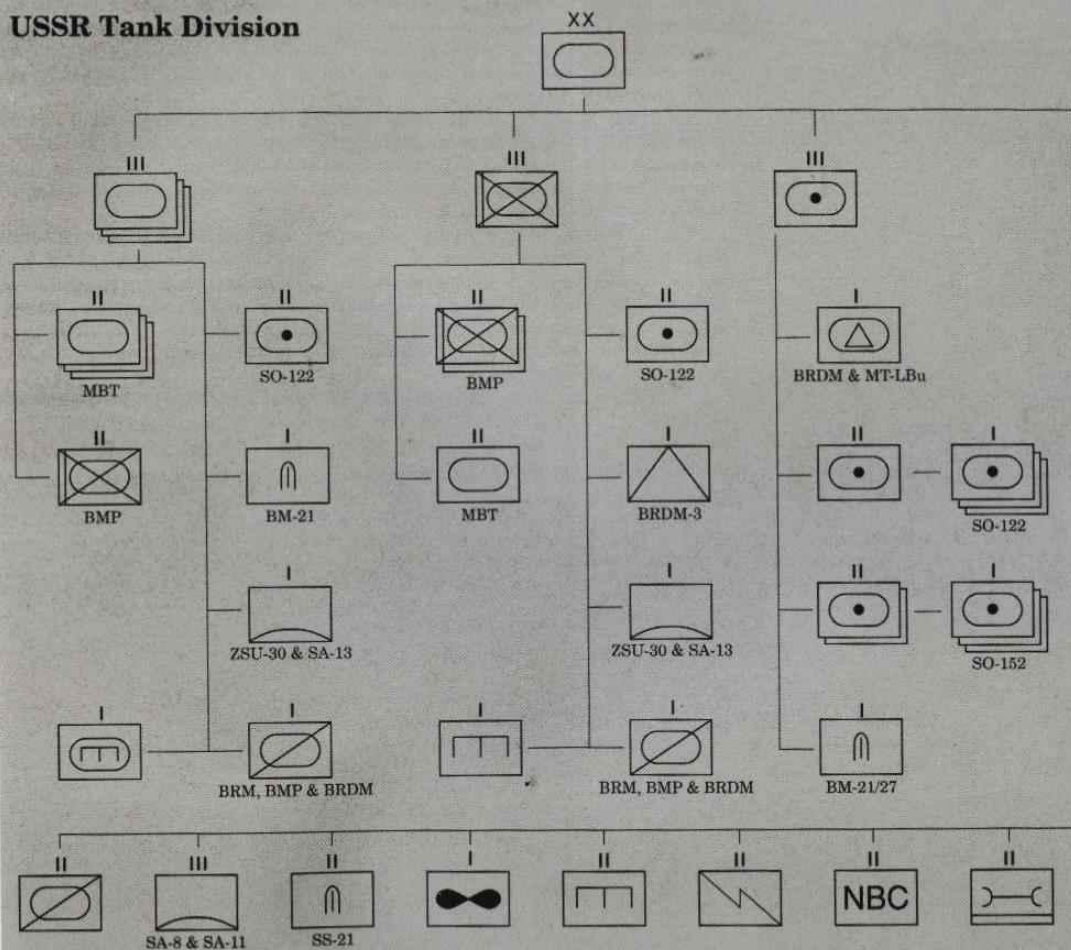 USSR Tank Division
XX
III
III
III
II
II
II
II
I
MBT
SO-122
BMP
SO-122
BRDM & MT-LBu
II
I
II
I
II
I
BMP
BM-21
MBT
BRDM-3
SO-122
I
I
II
I
ZSU-30 & SA-13
ZSU-30 & SA-13
SO-152
I
I
I
I
I
BRM, BMP & BRDM
BRM, BMP & BRDM
BM-21/27
II
III
II
I
II
II
II
II
NBC
SA-8 & SA-11
SS-21